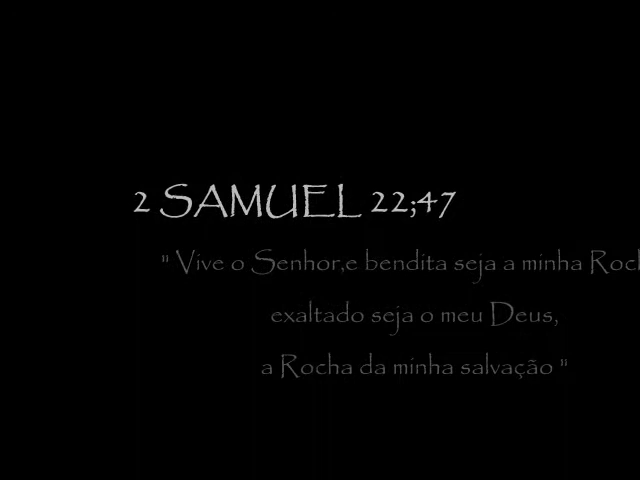 2 SAMUEL 22;47
" Vive o Senhor,e bendita seja a minha
exaltado seja o meu Deus,
a Rocha da minha salvação "